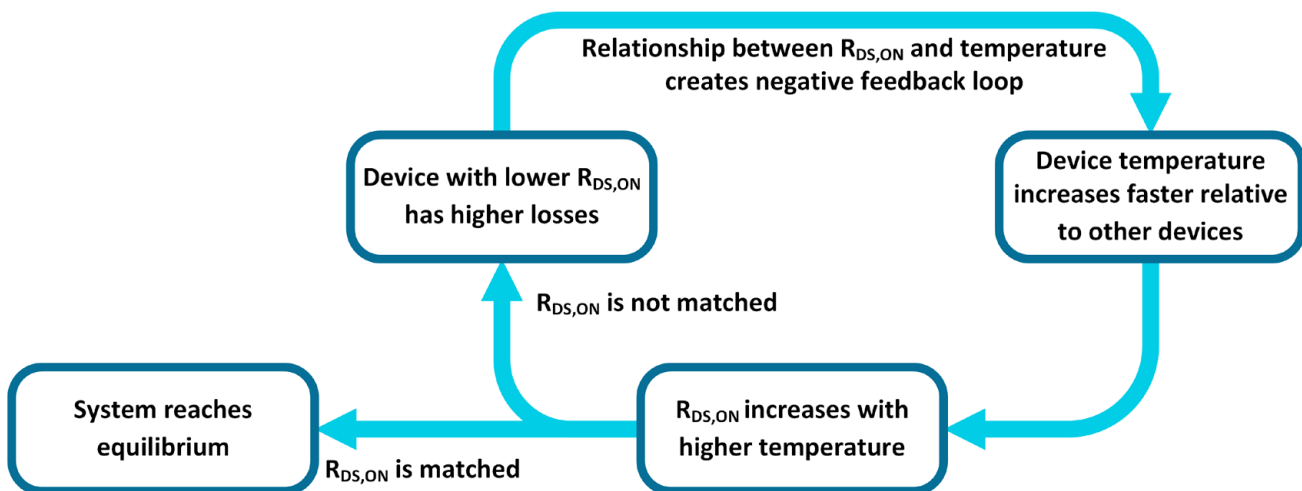 Relationship between RDS,ON and temperature
creates negative feedback loop
Device with lower RDS,ON
has higher losses
Device temperature
increases faster relative
to other devices
RDS,ON is not matched
System reaches
equilibrium
RDS,ON increases with
higher temperature
RDS,ON is matched